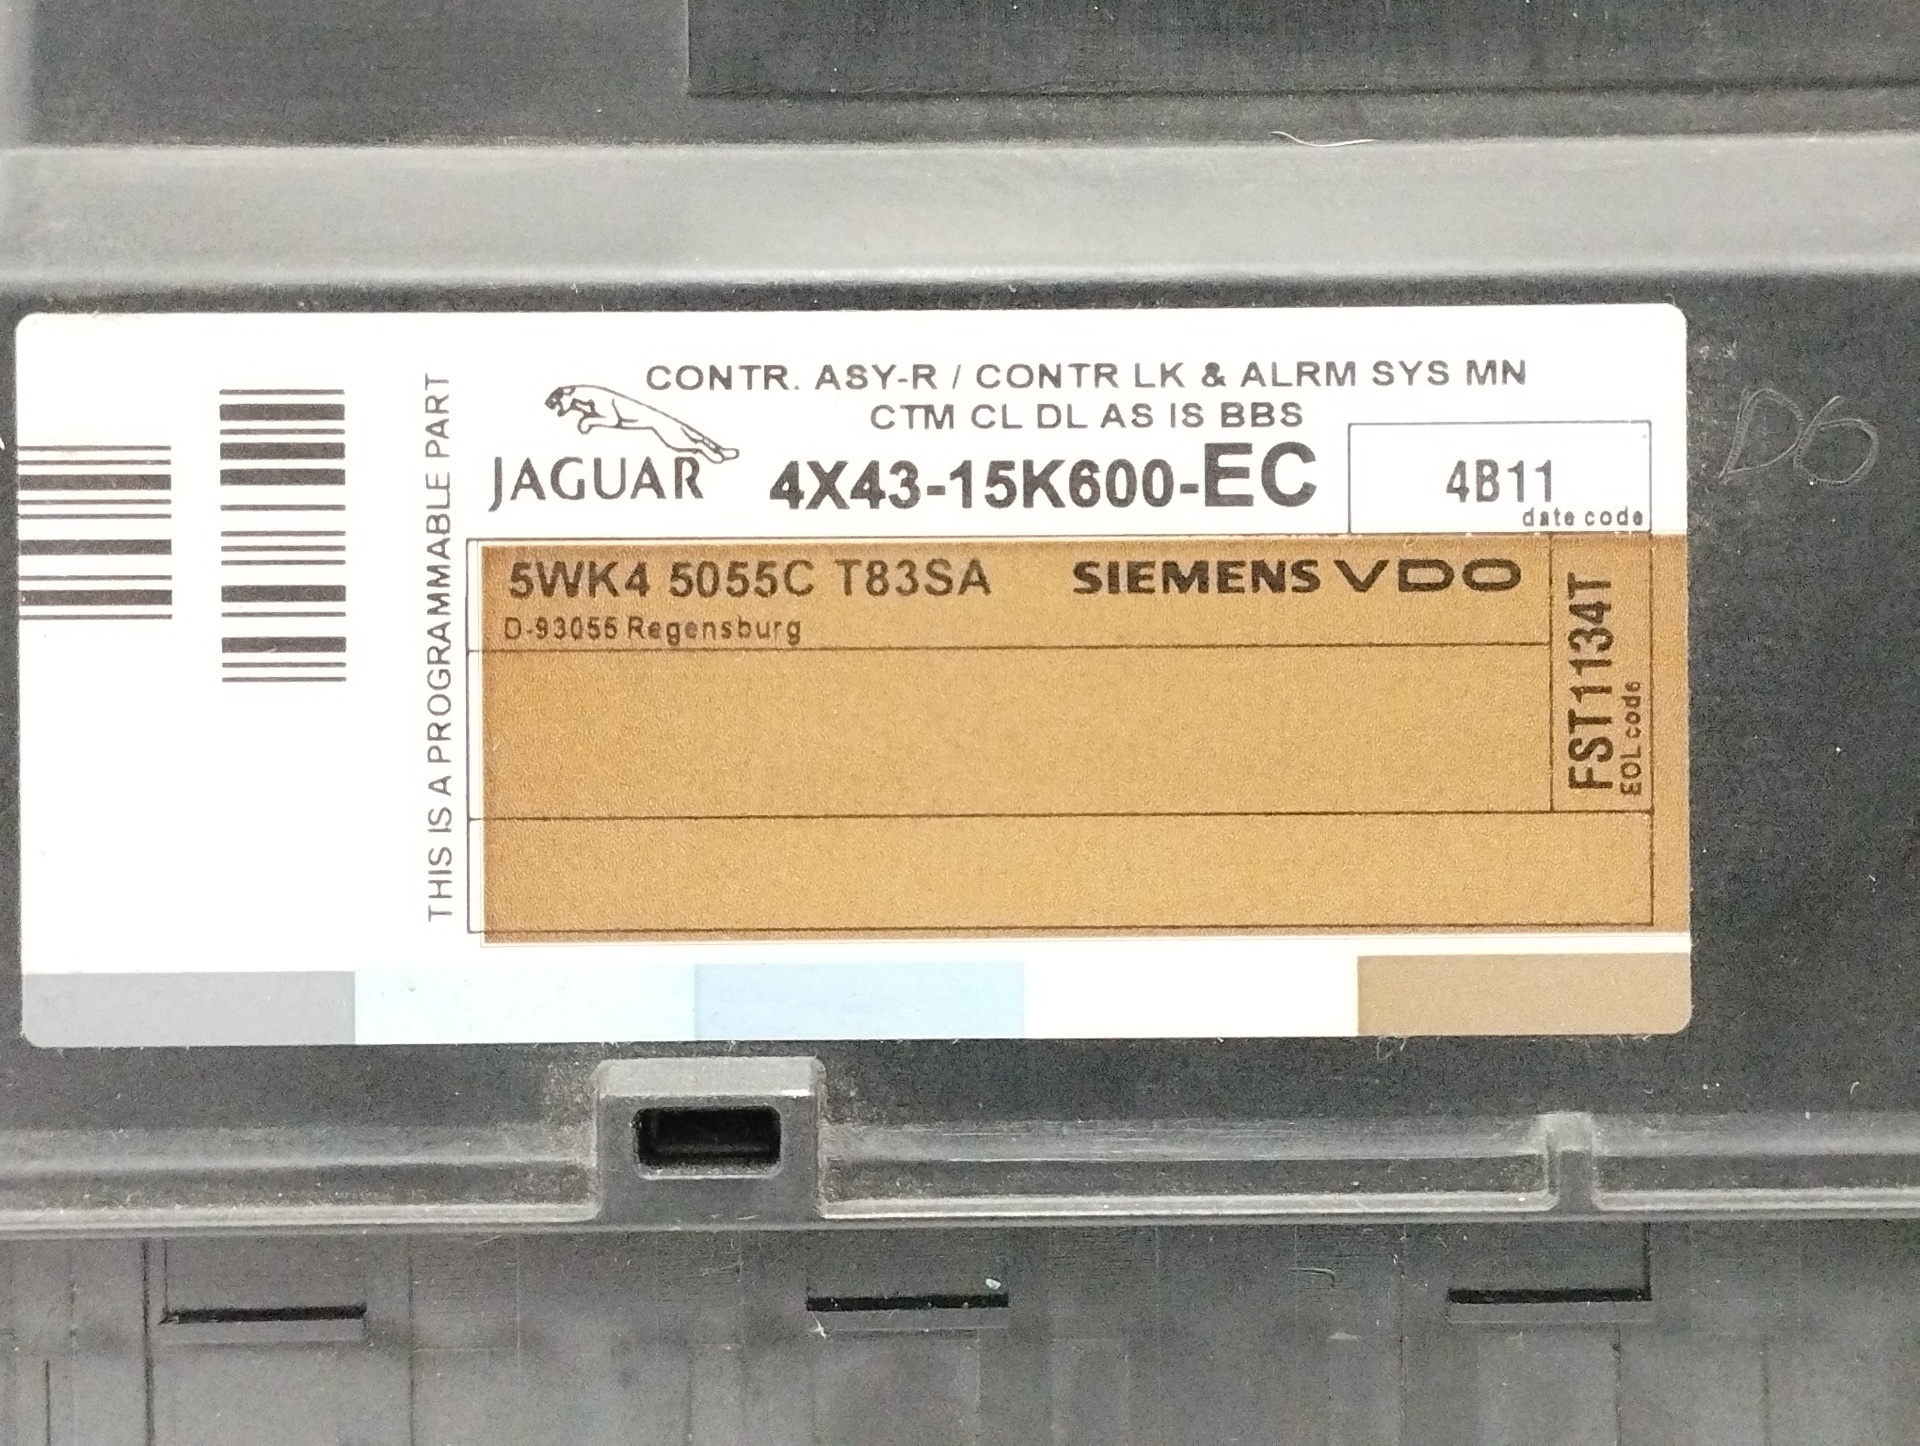 CONTR. ASY-R / CONTR LK & ALRM SYS MN
CTM CL DL AS IS BBS
JAGUAR
4X43-15K600-EC
4B11
date code
THIS IS A PROGRAMMABLE PART
5WK4 5055C T83SA
SIEMENS VDO
D-93055 Regensburg
FST1134T
EOL code
D6